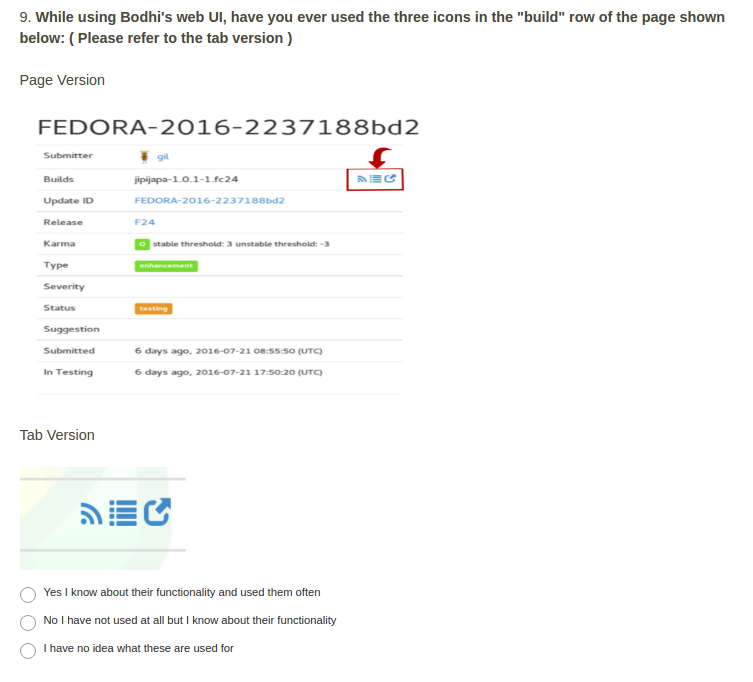 9. While using Bodhi's web UI, have you ever used the three icons in the "build" row of the page shown
below: ( Please refer to the tab version )
Page Version
FEDORA-2016-2237188bd2
Submitter gil
Builds jipijapa-1.0.1-1.fc24
Update ID FEDORA-2016-2237188bd2
Release F24
Karma 0 stable threshold: 3 unstable threshold: -3
Type enhancement
Severity
Status testing
Suggestion
Submitted 6 days ago, 2016-07-21 08:55:50 (UTC)
In Testing 6 days ago, 2016-07-21 17:50:20 (UTC)
Tab Version
Yes I know about their functionality and used them often
No I have not used at all but I know about their functionality
I have no idea what these are used for